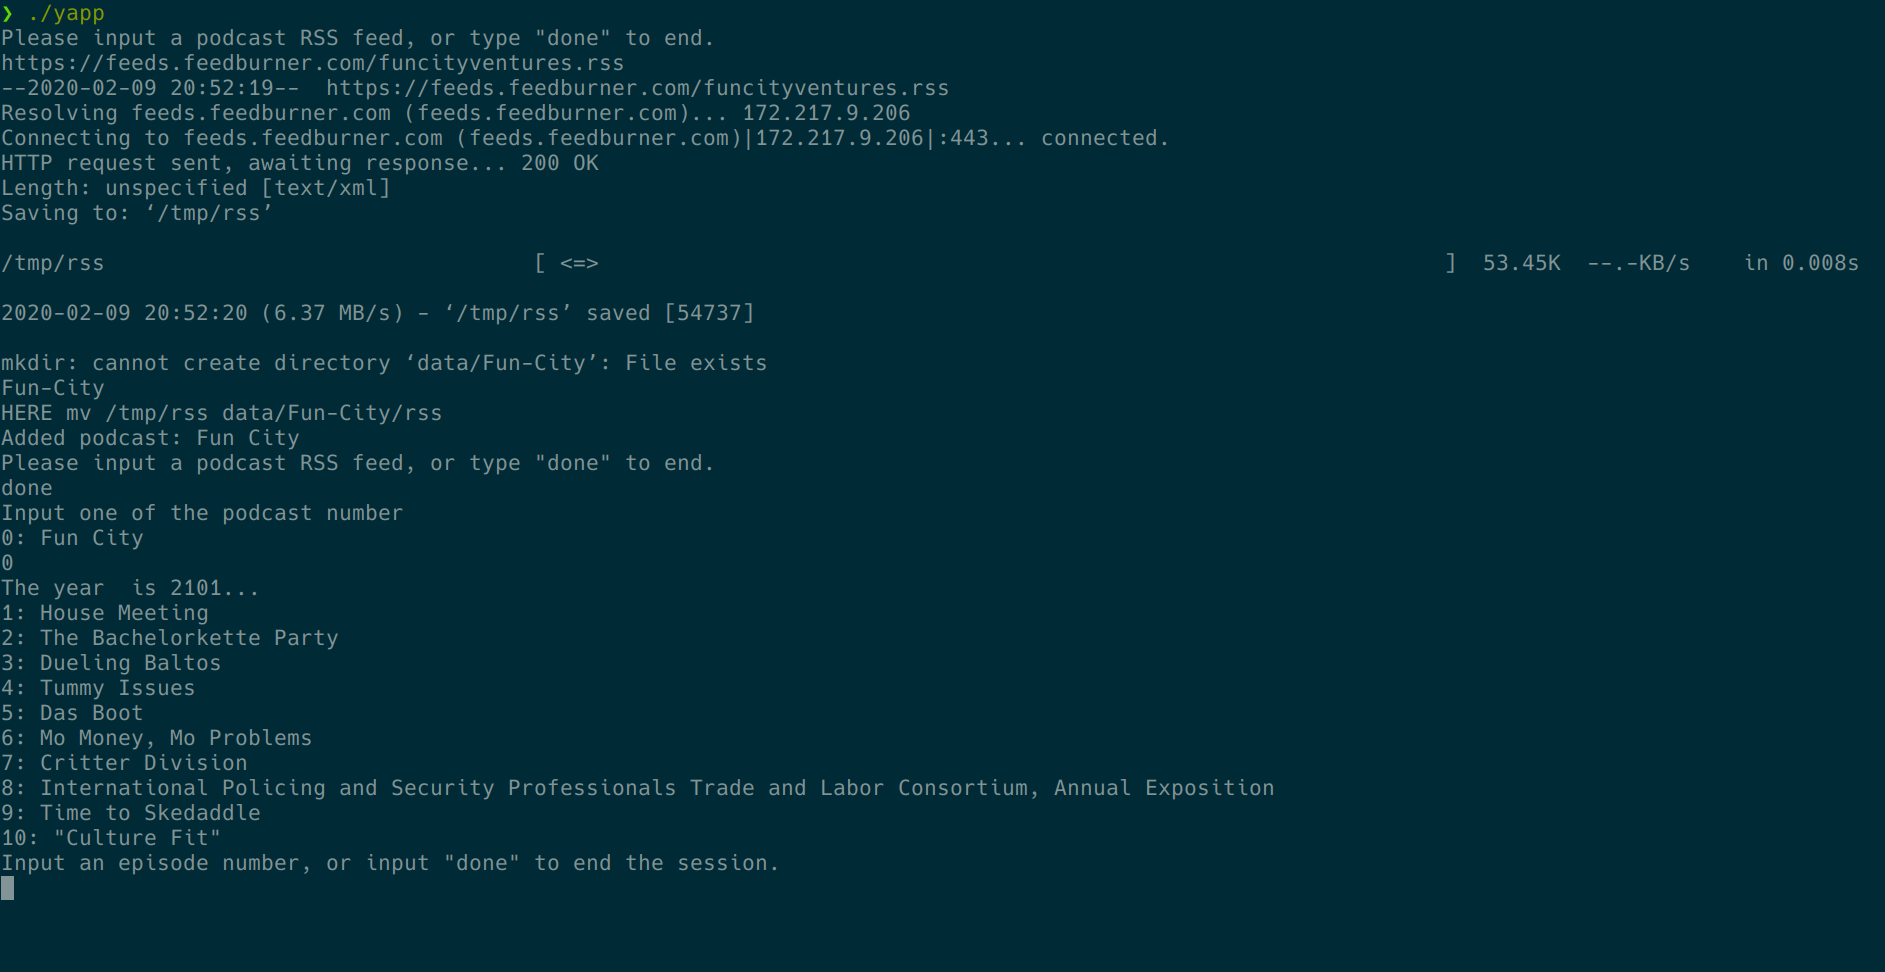 ❯ ./yapp
Please input a podcast RSS feed, or type "done" to end.
https://feeds.feedburner.com/funcityventures.rss
--2020-02-09 20:52:19--  https://feeds.feedburner.com/funcityventures.rss
Resolving feeds.feedburner.com (feeds.feedburner.com)... 172.217.9.206
Connecting to feeds.feedburner.com (feeds.feedburner.com)|172.217.9.206|:443... connected.
HTTP request sent, awaiting response... 200 OK
Length: unspecified [text/xml]
Saving to: ‘/tmp/rss’
/tmp/rss                                 [ <=>                                                                 ]  53.45K  --.-KB/s    in 0.008s
2020-02-09 20:52:20 (6.37 MB/s) - ‘/tmp/rss’ saved [54737]
mkdir: cannot create directory ‘data/Fun-City’: File exists
Fun-City
HERE mv /tmp/rss data/Fun-City/rss
Added podcast: Fun City
Please input a podcast RSS feed, or type "done" to end.
done
Input one of the podcast number
0: Fun City
0
The year  is 2101...
1: House Meeting
2: The Bachelorkette Party
3: Dueling Baltos
4: Tummy Issues
5: Das Boot
6: Mo Money, Mo Problems
7: Critter Division
8: International Policing and Security Professionals Trade and Labor Consortium, Annual Exposition
9: Time to Skedaddle
10: "Culture Fit"
Input an episode number, or input "done" to end the session.